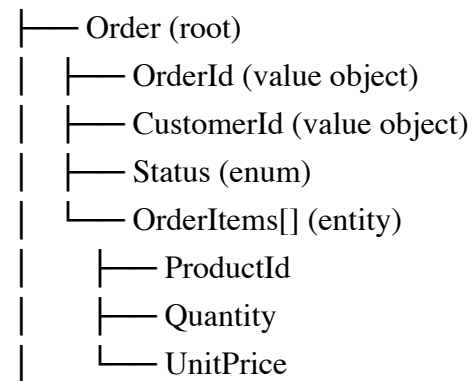 ├── Order (root)
│   ├── OrderId (value object)
│   ├── CustomerId (value object)
│   ├── Status (enum)
│   └── OrderItems[] (entity)
│       ├── ProductId
│       ├── Quantity
│       └── UnitPrice